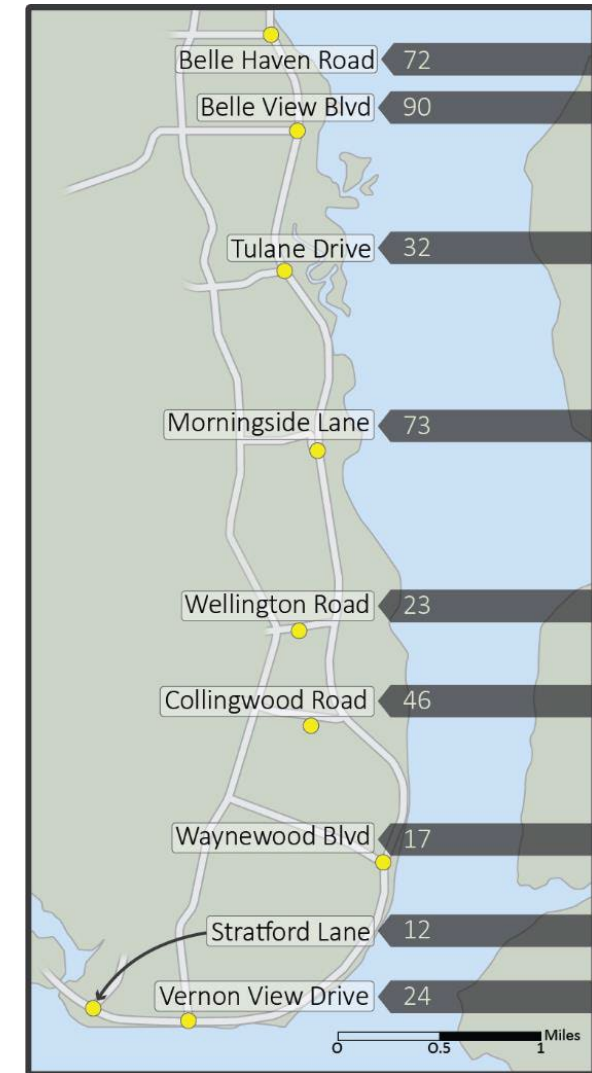 Belle Haven Road 72
Belle View Blvd 90
Tulane Drive 32
Morningside Lane 73
Wellington Road 23
Collingwood Road 46
Waynewood Blvd 17
Stratford Lane 12
Vernon View Drive 24
0 0.5 1 Miles